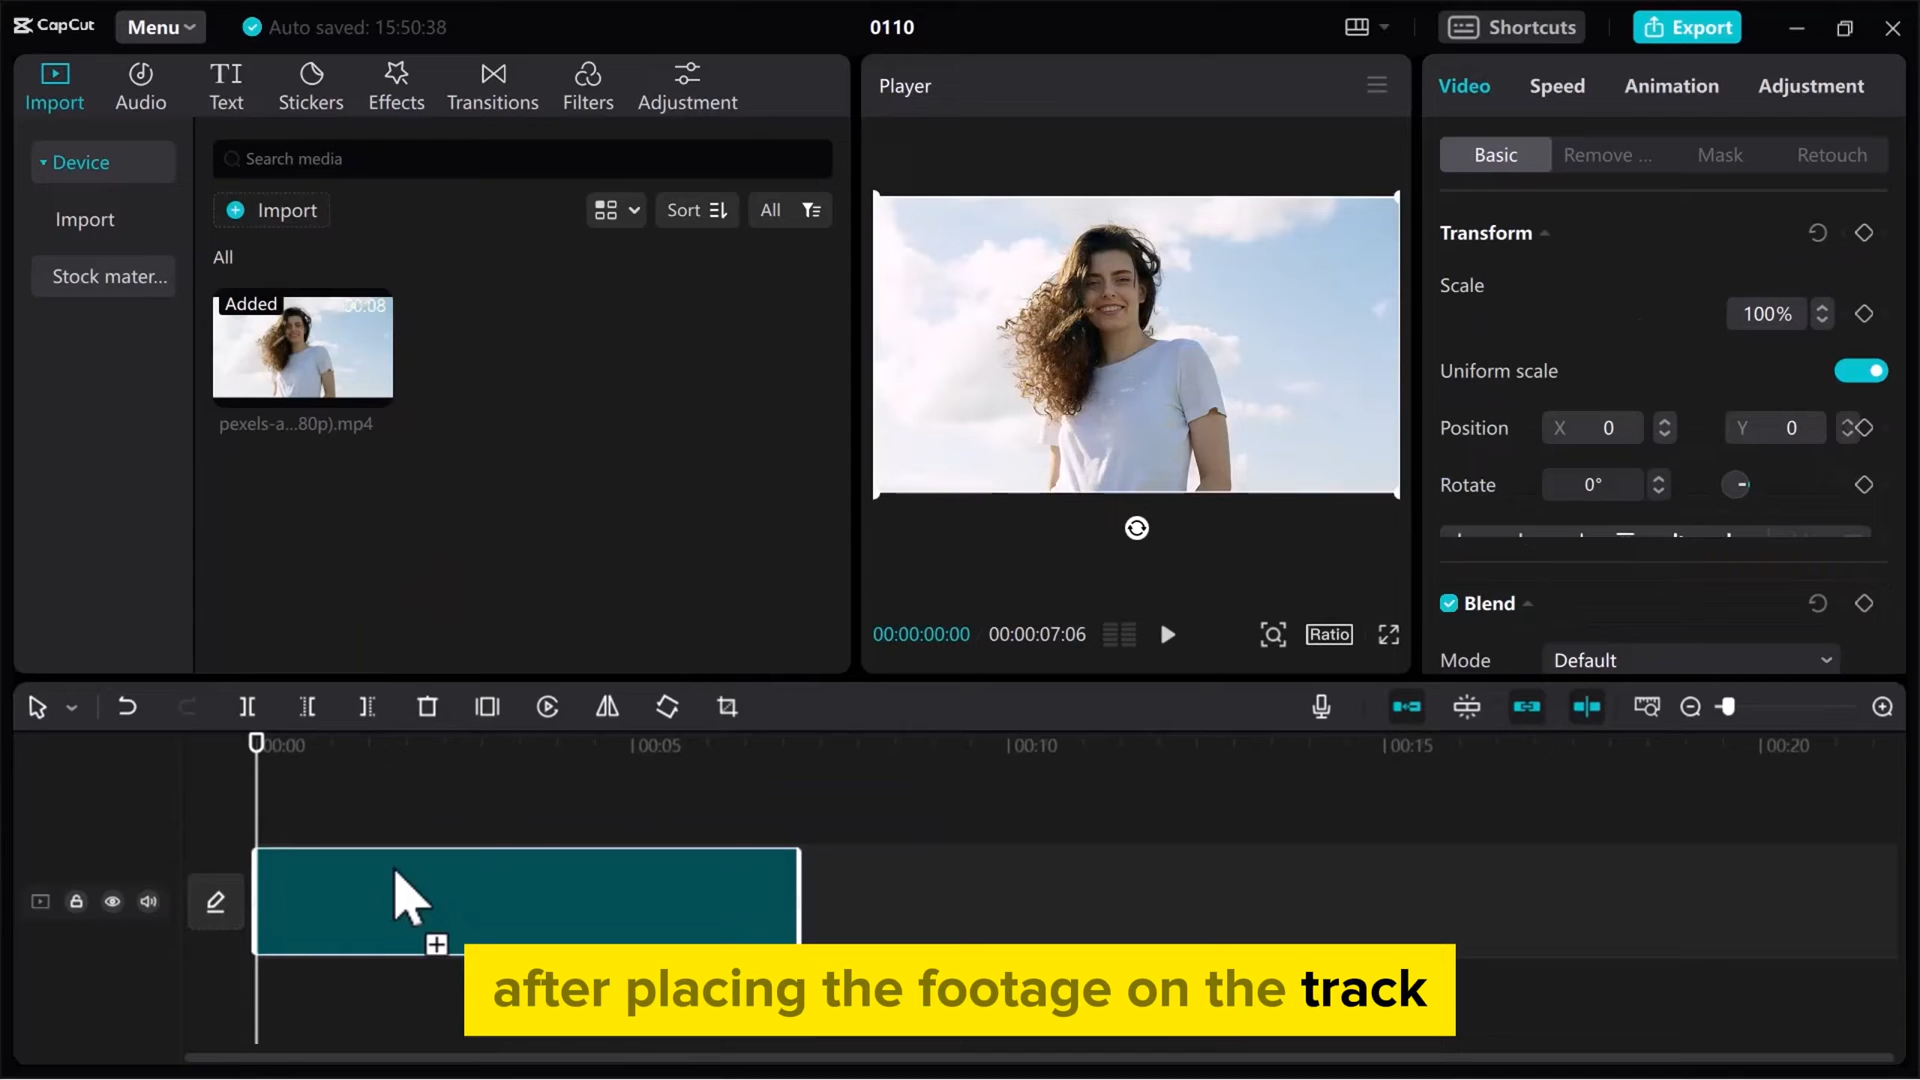 CapCut
Menu
Auto saved: 15:50:38
0110
Shortcuts
Export
Import
Audio
TI
Text
Stickers
Effects
Transitions
Filters
Adjustment
Device
Import
Stock mater...
Search media
Import
Sort
All
All
Added
00:08
pexels-a...80p).mp4
Player
00:00:00:00
00:00:07:06
Ratio
Video
Speed
Animation
Adjustment
Basic
Remove ...
Mask
Retouch
Transform
Scale
100%
Uniform scale
Position
X 0
Y 0
Rotate
0°
Blend
Mode
Default
00:00
00:05
00:10
00:15
00:20
after placing the footage on the track